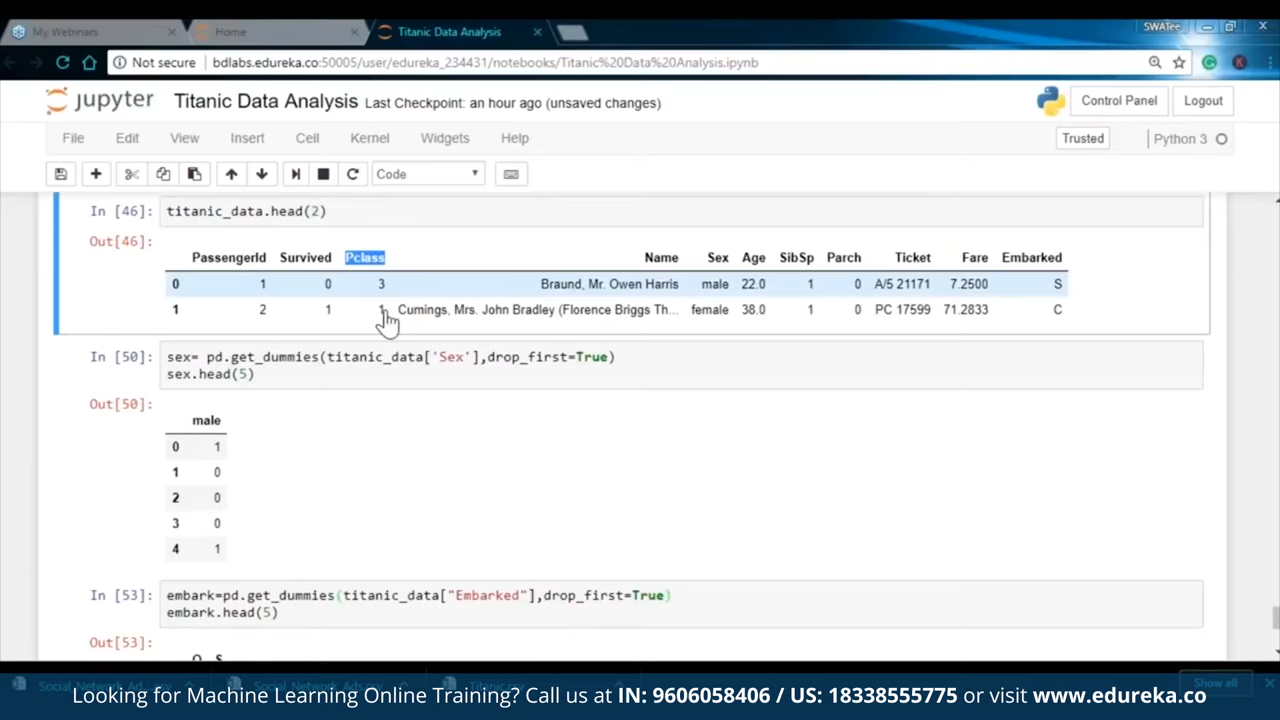 My Webinars
Home
Titanic Data Analysis
SWATee
Not secure
bdlabs.edureka.co:50005/user/edureka_234431/notebooks/Titanic%20Data%20Analysis.ipynb
jupyter Titanic Data Analysis Last Checkpoint: an hour ago (unsaved changes)
Control Panel
Logout
File Edit View Insert Cell Kernel Widgets Help
Trusted
Python 3
Code
In [46]: titanic_data.head(2)
Out[46]:
PassengerId Survived Pclass Name Sex Age SibSp Parch Ticket Fare Embarked
0 1 0 3 Braund, Mr. Owen Harris male 22.0 1 0 A/5 21171 7.2500 S
1 2 1 1 Cumings, Mrs. John Bradley (Florence Briggs Th... female 38.0 1 0 PC 17599 71.2833 C
In [50]: sex= pd.get_dummies(titanic_data['Sex'],drop_first=True)
sex.head(5)
Out[50]:
male
0 1
1 0
2 0
3 0
4 1
In [53]: embark=pd.get_dummies(titanic_data["Embarked"],drop_first=True)
embark.head(5)
Out[53]:
Q S
Social_Network_Ad....csv
Social_Network_Ads.csv
Titanic.csv
Show all
Looking for Machine Learning Online Training? Call us at IN: 9606058406 / US: 18338555775 or visit www.edureka.co